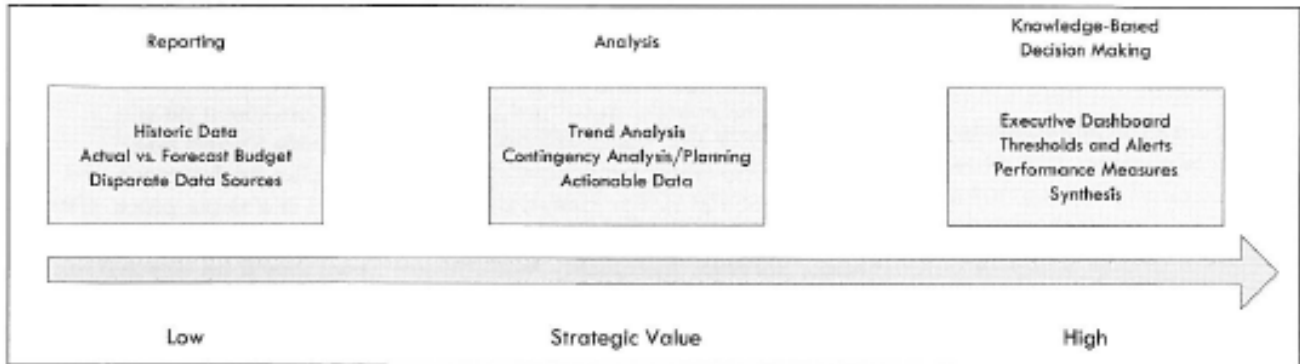 Reporting
Analysis
Knowledge-Based
Decision Making
Historic Data
Actual vs. Forecast Budget
Disparate Data Sources
Trend Analysis
Contingency Analysis/Planning
Actionable Data
Executive Dashboard
Thresholds and Alerts
Performance Measures
Synthesis
Low
Strategic Value
High